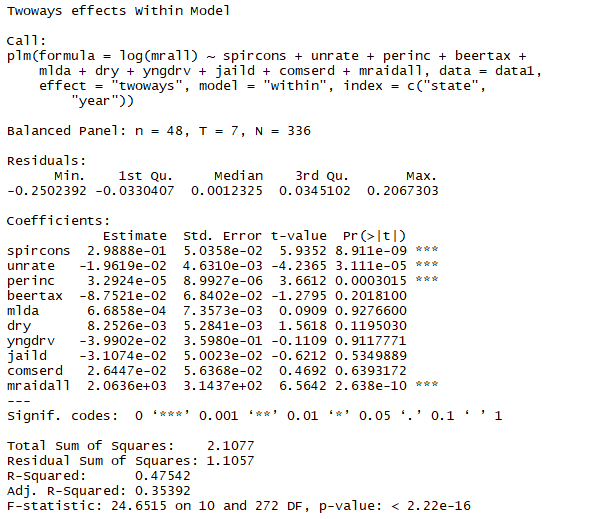 Twoways effects Within Model
Call:
plm(formula = log(mrall) ~ spircons + unrate + perinc + beertax +
    mlda + dry + yngdrv + jaild + comserd + mraidall, data = data1,
    effect = "twoways", model = "within", index = c("state",
        "year"))
Balanced Panel: n = 48, T = 7, N = 336
Residuals:
      Min.    1st Qu.     Median    3rd Qu.       Max.
-0.2502392 -0.0330407  0.0012325  0.0345102  0.2067303
Coefficients:
            Estimate  Std. Error t-value  Pr(>|t|)
spircons  2.9888e-01  5.0358e-02  5.9352 8.911e-09 ***
unrate   -1.9619e-02  4.6310e-03 -4.2365 3.111e-05 ***
perinc    3.2924e-05  8.9927e-06  3.6612 0.0003015 ***
beertax  -8.7521e-02  6.8402e-02 -1.2795 0.2018100
mlda      6.6858e-04  7.3573e-03  0.0909 0.9276600
dry       8.2526e-03  5.2841e-03  1.5618 0.1195030
yngdrv   -3.9902e-02  3.5980e-01 -0.1109 0.9117771
jaild    -3.1074e-02  5.0023e-02 -0.6212 0.5349889
comserd   2.6447e-02  5.6368e-02  0.4692 0.6393172
mraidall  2.0636e+03  3.1437e+02  6.5642 2.638e-10 ***
---
Signif. codes:  0 ‘***’ 0.001 ‘**’ 0.01 ‘*’ 0.05 ‘.’ 0.1 ‘ ’ 1
Total Sum of Squares:    2.1077
Residual Sum of Squares: 1.1057
R-Squared:      0.47542
Adj. R-Squared: 0.35392
F-statistic: 24.6515 on 10 and 272 DF, p-value: < 2.22e-16